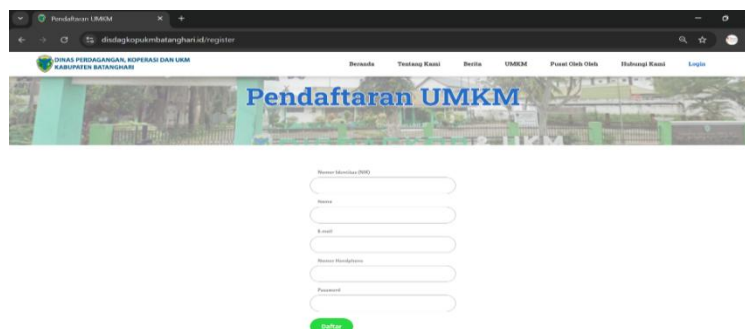 Pendaftaran UMKM
disdagkopukmbatanghari.id/register
DINAS PERDAGANGAN, KOPERASI DAN UKM
KABUPATEN BATANGHARI
Beranda Tentang Kami Berita UMKM Pusat Oleh Oleh Hubungi Kami Login
Pendaftaran UMKM
Nomor Identitas (NIK)
Nama
E-mail
Nomor Handphone
Password
Daftar